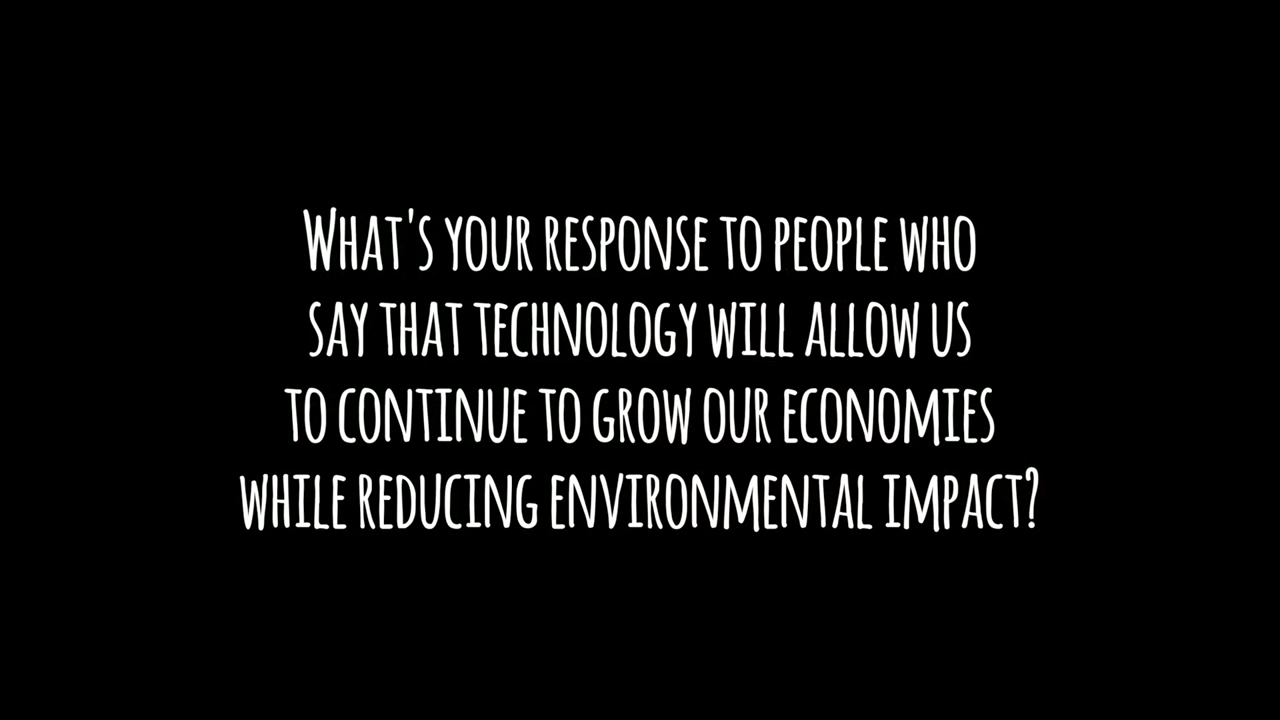 What's your response to people who
say that technology will allow us
to continue to grow our economies
while reducing environmental impact?